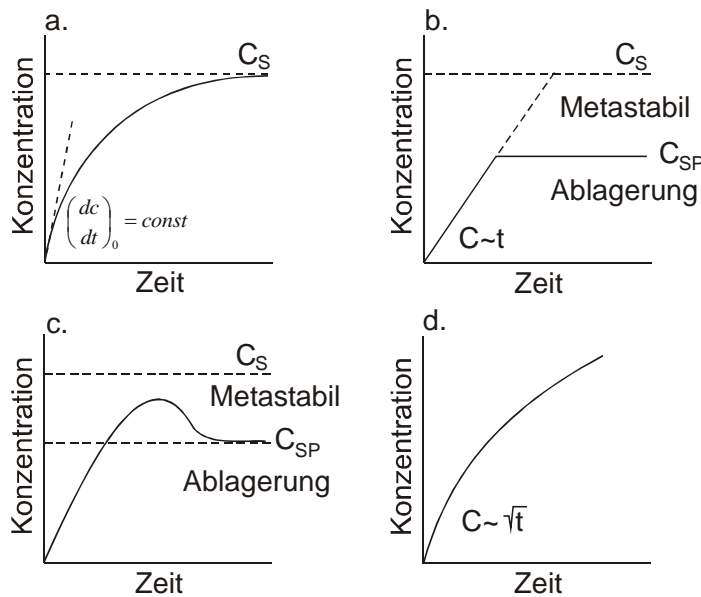 a.
Konzentration
C_S
(dc/dt)_0 = const
Zeit
b.
Konzentration
C_S
Metastabil
C_SP
Ablagerung
C~t
Zeit
c.
Konzentration
C_S
Metastabil
C_SP
Ablagerung
Zeit
d.
Konzentration
C~√t
Zeit